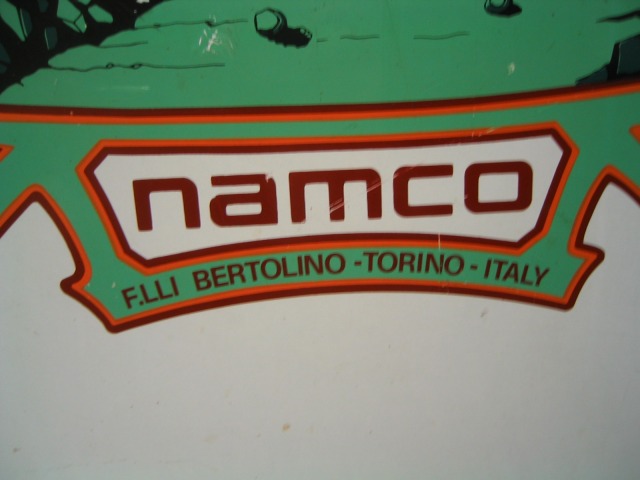 namco
F.LLI BERTOLINO - TORINO - ITALY